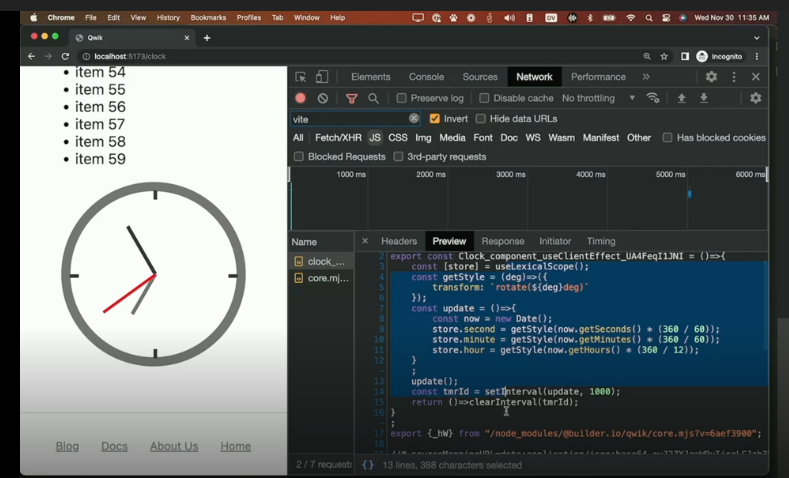 Chrome File Edit View History Bookmarks Profiles Tab Window Help DV Wed Nov 30 11:35 AM
Qwik
localhost:5173/clock Incognito
item 54
item 55
item 56
item 57
item 58
item 59
Blog Docs About Us Home
Elements Console Sources Network Performance
Preserve log Disable cache No throttling
vite Invert Hide data URLs
All Fetch/XHR JS CSS Img Media Font Doc WS Wasm Manifest Other Has blocked cookies
Blocked Requests 3rd-party requests
1000 ms 2000 ms 3000 ms 4000 ms 5000 ms 6000 ms
Name × Headers Preview Response Initiator Timing
clock_...
core.mj...
2 export const Clock_component_useClientEffect_UA4FeqI1JNI = ()=>{
3 const [store] = useLexicalScope();
4 const getStyle = (deg)=>({
5 transform: `rotate(${deg}deg)`
6 });
7 const update = ()=>{
8 const now = new Date();
9 store.second = getStyle(now.getSeconds() * (360 / 60));
10 store.minute = getStyle(now.getMinutes() * (360 / 60));
11 store.hour = getStyle(now.getHours() * (360 / 12));
12 }
- ;
13 update();
14 const tmrId = setInterval(update, 1000);
15 return ()=>clearInterval(tmrId);
16 }
- ;
17 export {_hW} from "/node_modules/@builder.io/qwik/core.mjs?v=6aef3900";
18
2 / 7 requests {} 13 lines, 388 characters selected